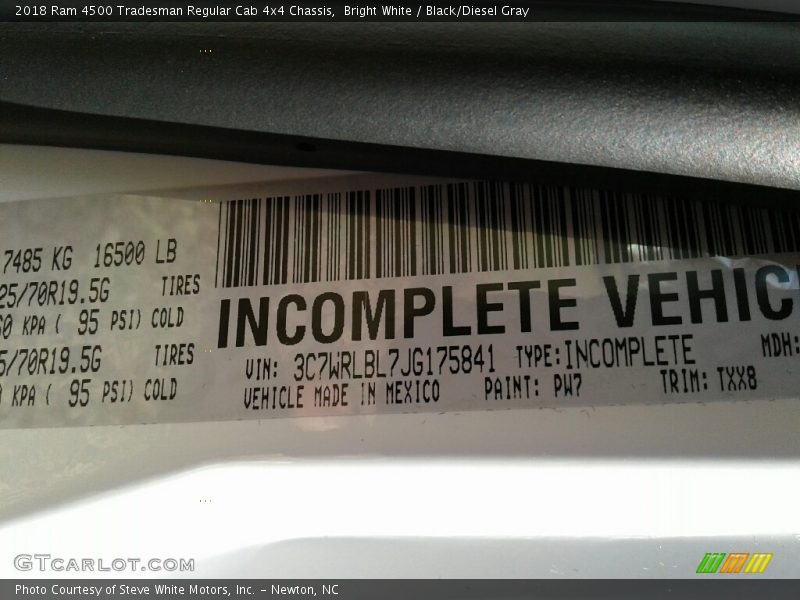 2018 Ram 4500 Tradesman Regular Cab 4x4 Chassis, Bright White / Black/Diesel Gray
7485 KG 16500 LB
25/70R19.5G TIRES
60 KPA ( 95 PSI) COLD
5/70R19.5G TIRES
KPA ( 95 PSI) COLD
INCOMPLETE VEHIC
VIN: 3C7WRLBL7JG175841 TYPE:INCOMPLETE MDH:
VEHICLE MADE IN MEXICO PAINT: PW7 TRIM: TXX8
GTCARLOT.COM
Photo Courtesy of Steve White Motors, Inc. – Newton, NC